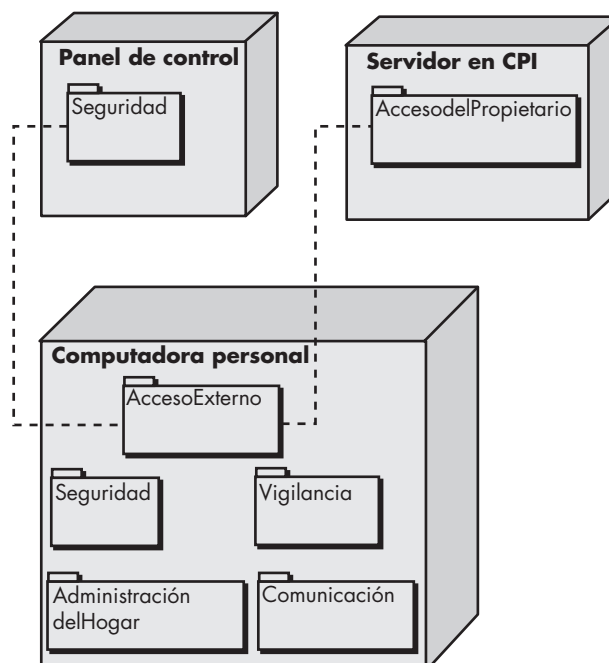 Panel de control
Seguridad
Servidor en CPI
AccesodelPropietario
Computadora personal
AccesoExterno
Seguridad
Vigilancia
Administración
delHogar
Comunicación